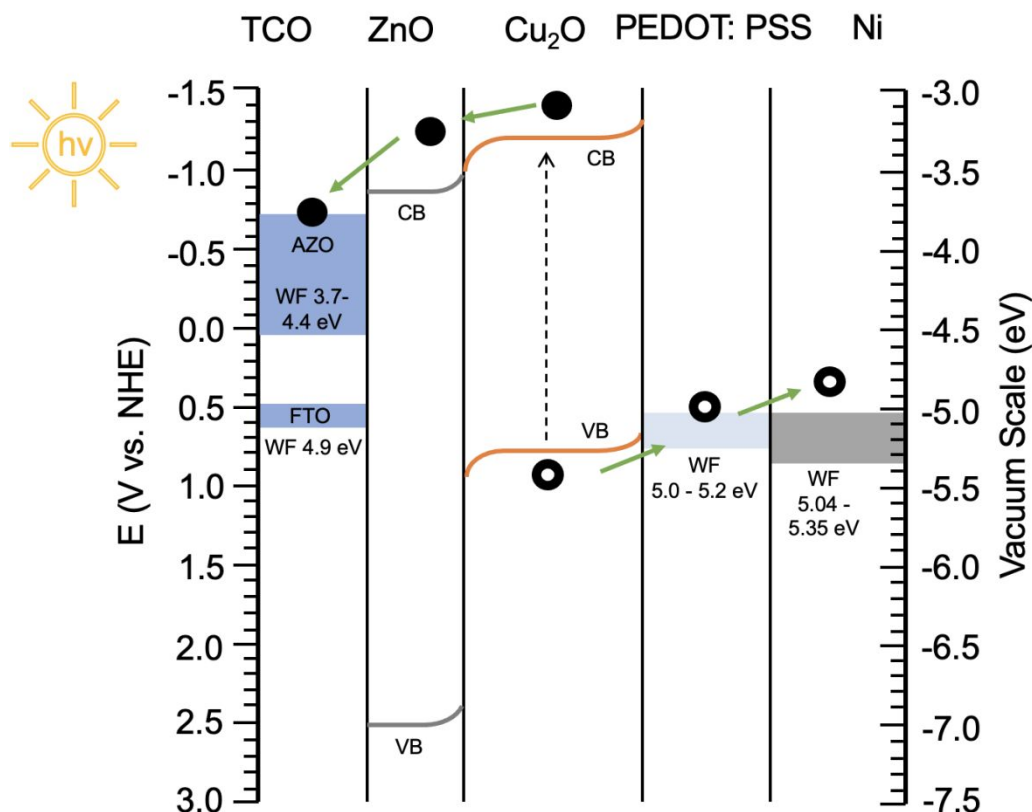 TCO ZnO Cu₂O PEDOT: PSS Ni
hv
E (V vs. NHE)
-1.5
-1.0
-0.5
0.0
0.5
1.0
1.5
2.0
2.5
3.0
AZO
WF 3.7-
4.4 eV
FTO
WF 4.9 eV
CB
VB
CB
VB
WF
5.0 - 5.2 eV
WF
5.04 -
5.35 eV
-3.0
-3.5
-4.0
-4.5
-5.0
-5.5
-6.0
-6.5
-7.0
-7.5
Vacuum Scale (eV)